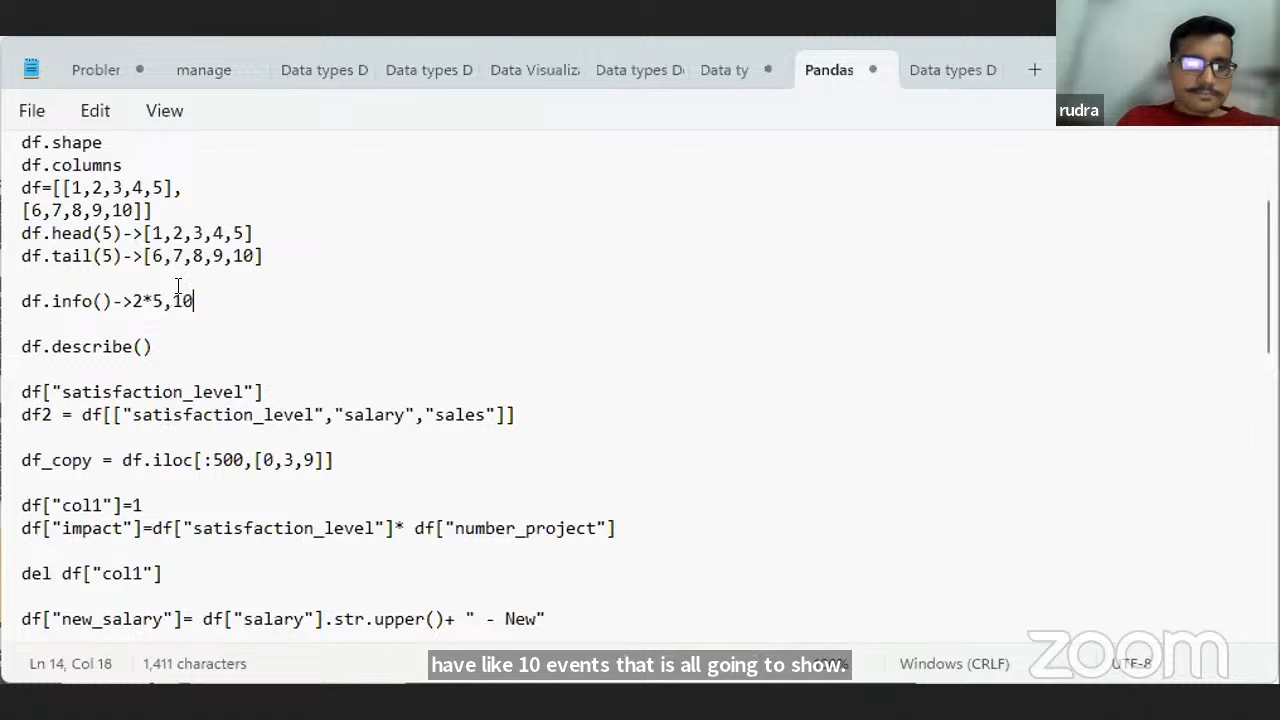 Probler
manage
Data types D
Data types D
Data Visualiz
Data types D
Data ty
Pandas
Data types D
File
Edit
View
rudra
df.shape
df.columns
df=[[1,2,3,4,5],
[6,7,8,9,10]]
df.head(5)->[1,2,3,4,5]
df.tail(5)->[6,7,8,9,10]
df.info()->2*5,10
df.describe()
df["satisfaction_level"]
df2 = df[["satisfaction_level","salary","sales"]]
df_copy = df.iloc[:500,[0,3,9]]
df["col1"]=1
df["impact"]=df["satisfaction_level"]* df["number_project"]
del df["col1"]
df["new_salary"]= df["salary"].str.upper()+ " - New"
Ln 14, Col 18
1,411 characters
have like 10 events that is all going to show.
Windows (CRLF)
UTF-8
zoom